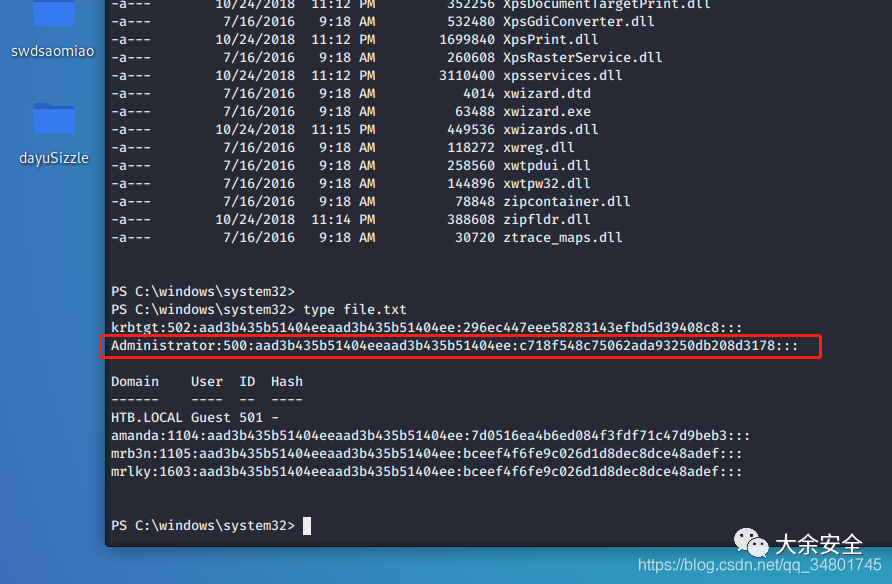 swdsaomiao
dayuSizzle
-a--- 10/24/2018 11:12 PM 352256 XpsDocumentTargetPrint.dll
-a--- 7/16/2016 9:18 AM 532480 XpsGdiConverter.dll
-a--- 10/24/2018 11:12 PM 1699840 XpsPrint.dll
-a--- 7/16/2016 9:18 AM 260608 XpsRasterService.dll
-a--- 10/24/2018 11:12 PM 3110400 xpsservices.dll
-a--- 7/16/2016 9:18 AM 4014 xwizard.dtd
-a--- 7/16/2016 9:18 AM 63488 xwizard.exe
-a--- 10/24/2018 11:15 PM 449536 xwizards.dll
-a--- 7/16/2016 9:18 AM 118272 xwreg.dll
-a--- 7/16/2016 9:18 AM 258560 xwtpdui.dll
-a--- 7/16/2016 9:18 AM 144896 xwtpw32.dll
-a--- 7/16/2016 9:18 AM 78848 zipcontainer.dll
-a--- 10/24/2018 11:14 PM 388608 zipfldr.dll
-a--- 7/16/2016 9:18 AM 30720 ztrace_maps.dll
PS C:\windows\system32>
PS C:\windows\system32> type file.txt
krbtgt:502:aad3b435b51404eeaad3b435b51404ee:296ec447eee58283143efbd5d39408c8:::
Administrator:500:aad3b435b51404eeaad3b435b51404ee:c718f548c75062ada93250db208d3178:::
Domain User ID Hash
------ ---- -- ----
HTB.LOCAL Guest 501 -
amanda:1104:aad3b435b51404eeaad3b435b51404ee:7d0516ea4b6ed084f3fdf71c47d9beb3:::
mrb3n:1105:aad3b435b51404eeaad3b435b51404ee:bceef4f6fe9c026d1d8dec8dce48adef:::
mrlky:1603:aad3b435b51404eeaad3b435b51404ee:bceef4f6fe9c026d1d8dec8dce48adef:::
PS C:\windows\system32>
大余安全
https://blog.csdn.net/qq_34801745